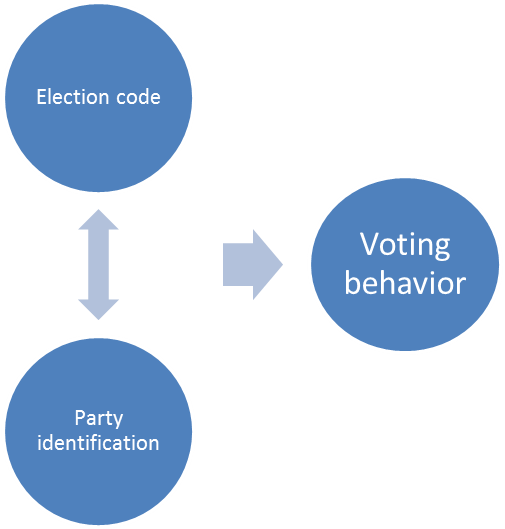 Election code
Voting
behavior
Party
identification